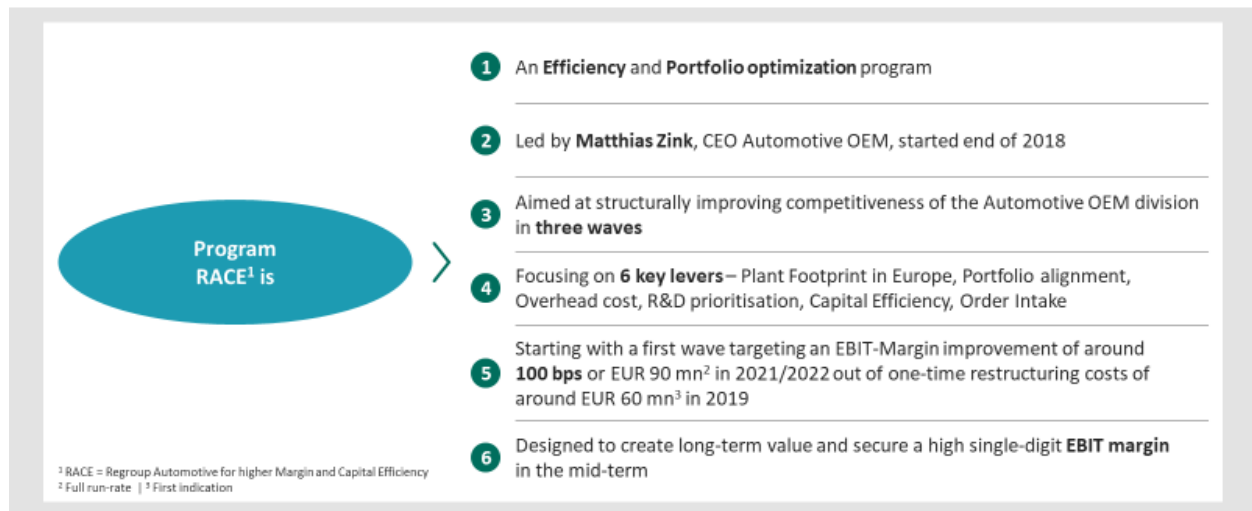 Program
RACE¹ is
1 An Efficiency and Portfolio optimization program
2 Led by Matthias Zink, CEO Automotive OEM, started end of 2018
3 Aimed at structurally improving competitiveness of the Automotive OEM division
in three waves
4 Focusing on 6 key levers – Plant Footprint in Europe, Portfolio alignment,
Overhead cost, R&D prioritisation, Capital Efficiency, Order Intake
5 Starting with a first wave targeting an EBIT-Margin improvement of around
100 bps or EUR 90 mn² in 2021/2022 out of one-time restructuring costs of
around EUR 60 mn³ in 2019
6 Designed to create long-term value and secure a high single-digit EBIT margin
in the mid-term
¹ RACE = Regroup Automotive for higher Margin and Capital Efficiency
² Full run-rate | ³ First indication